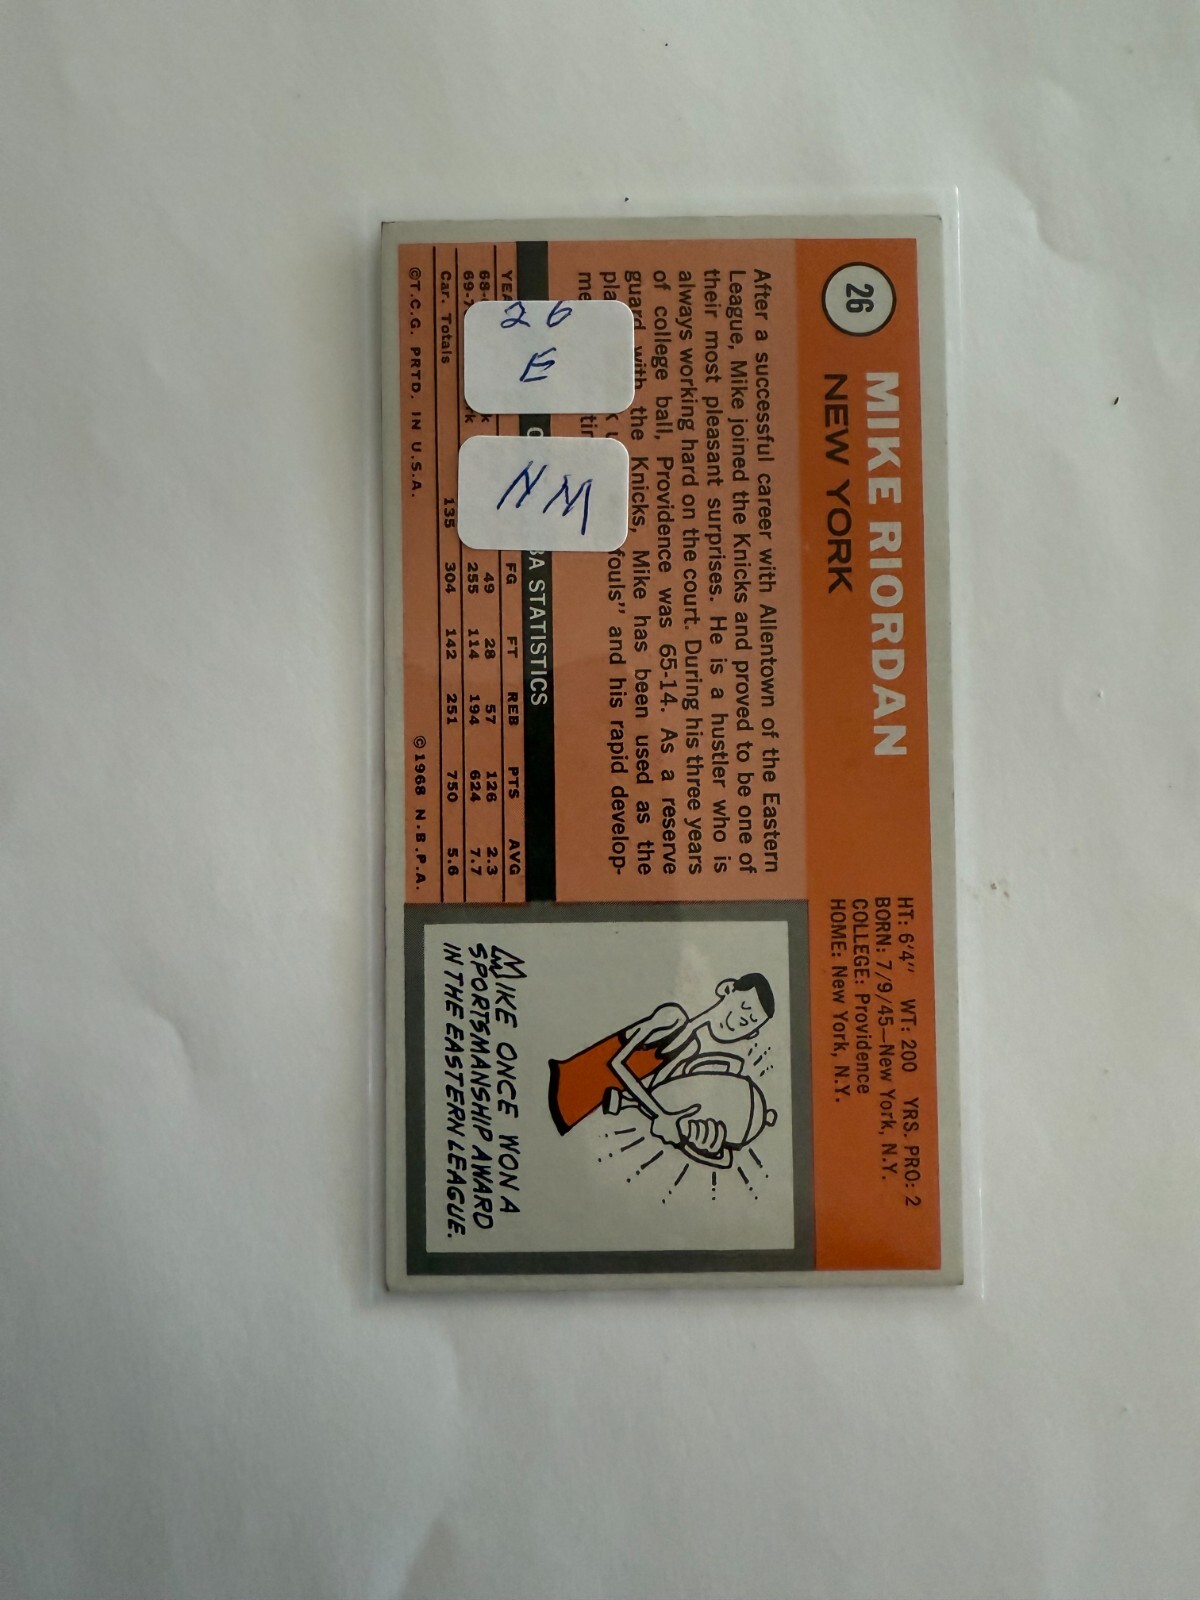 26
MIKE RIORDAN
NEW YORK
HT: 6'4" WT: 200 YRS. PRO: 2
BORN: 7/9/45—New York, N.Y.
COLLEGE: Providence
HOME: New York, N.Y.
After a successful career with Allentown of the Eastern
League, Mike joined the Knicks and proved to be one of
their most pleasant surprises. He is a hustler who is
always working hard on the court. During his three years
of college ball, Providence was 65-14. As a reserve
guard with the Knicks, Mike has been used as the
fouls" and his rapid develop-
STATISTICS
FG FT REB PTS AVG
49 28 57 126 2.3
255 114 194 624 7.7
Car. Totals 135 304 142 251 750 5.6
©T.C.G. PRTD. IN U.S.A. ©1968 N.B.P.A.
26
E
NM
MIKE ONCE WON A
SPORTSMANSHIP AWARD
IN THE EASTERN LEAGUE.